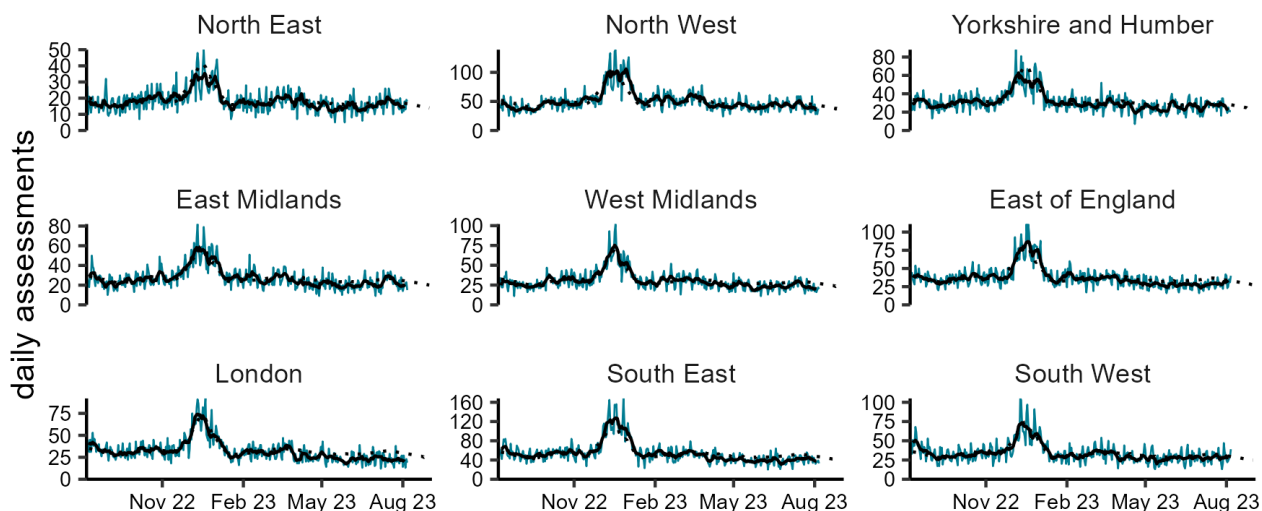 North East North West Yorkshire and Humber
50 40 30 20 10 0
100 50 0
80 60 40 20 0
daily assessments
East Midlands West Midlands East of England
80 60 40 20 0
100 75 50 25 0
100 75 50 25 0
London South East South West
75 50 25 0
160 120 80 40 0
100 75 50 25 0
Nov 22 Feb 23 May 23 Aug 23 Nov 22 Feb 23 May 23 Aug 23 Nov 22 Feb 23 May 23 Aug 23